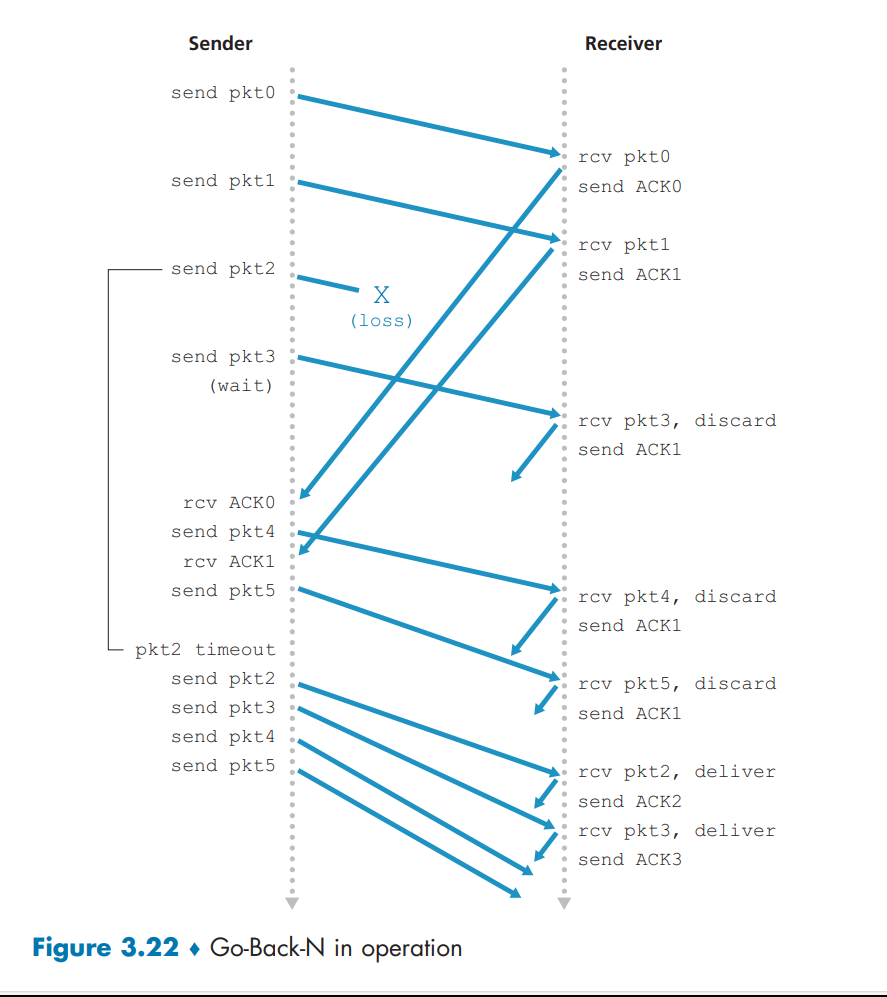 Sender
Receiver
send pkt0
rcv pkt0
send pkt1
send ACK0
rcv pkt1
send pkt2
send ACK1
X
(loss)
send pkt3
(wait)
rcv pkt3, discard
send ACK1
rcv ACK0
send pkt4
rcv ACK1
send pkt5
rcv pkt4, discard
send ACK1
pkt2 timeout
send pkt2
rcv pkt5, discard
send pkt3
send ACK1
send pkt4
send pkt5
rcv pkt2, deliver
send ACK2
rcv pkt3, deliver
send ACK3
Figure 3.22 ♦ Go-Back-N in operation